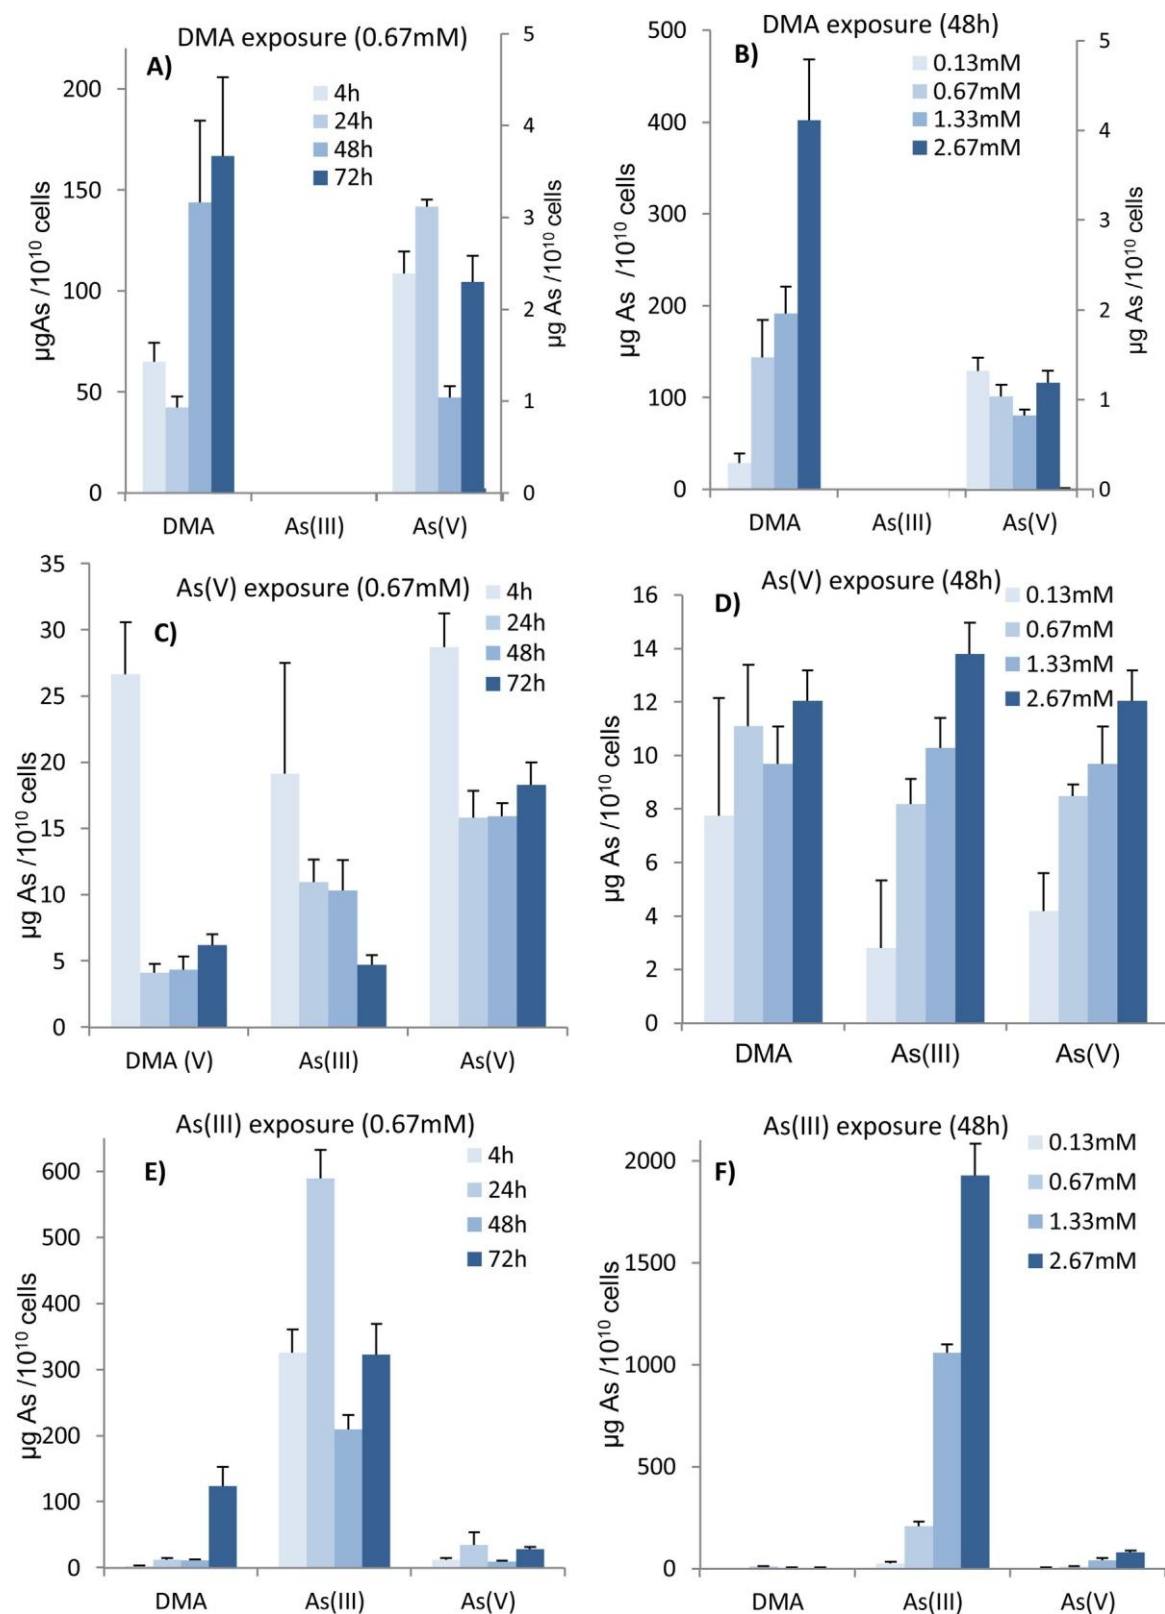 DMA exposure (0.67mM)
A)
4h
24h
48h
72h
200
150
100
50
0
µgAs /10¹⁰ cells
5
4
3
2
1
0
µg As /10¹⁰ cells
DMA
As(III)
As(V)
DMA exposure (48h)
B)
0.13mM
0.67mM
1.33mM
2.67mM
500
400
300
200
100
0
µg As /10¹⁰ cells
5
4
3
2
1
0
µg As /10¹⁰ cells
DMA
As(III)
As(V)
As(V) exposure (0.67mM)
C)
4h
24h
48h
72h
35
30
25
20
15
10
5
0
µg As /10¹⁰ cells
DMA (V)
As(III)
As(V)
As(V) exposure (48h)
D)
0.13mM
0.67mM
1.33mM
2.67mM
16
14
12
10
8
6
4
2
0
µg As /10¹⁰ cells
DMA
As(III)
As(V)
As(III) exposure (0.67mM)
E)
4h
24h
48h
72h
600
500
400
300
200
100
0
µg As /10¹⁰ cells
DMA
As(III)
As(V)
As(III) exposure (48h)
F)
0.13mM
0.67mM
1.33mM
2.67mM
2000
1500
1000
500
0
µg As /10¹⁰ cells
DMA
As(III)
As(V)